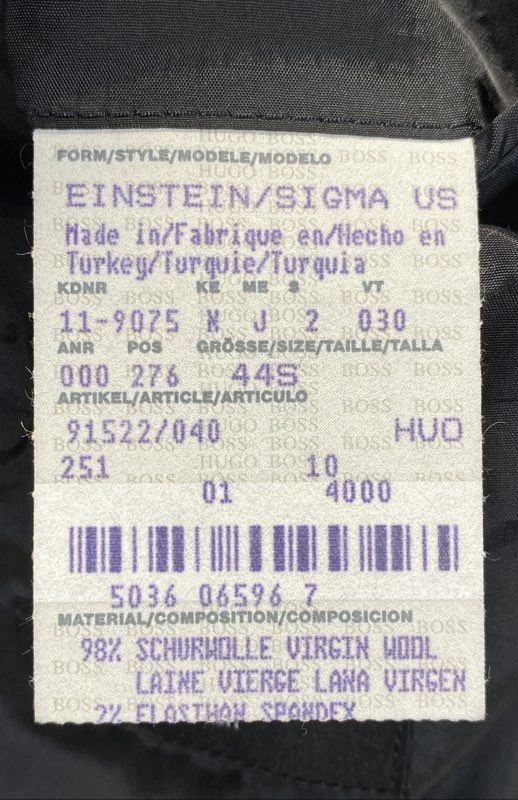 FORM/STYLE/MODELE/MODELO
EINSTEIN/SIGMA US
Made in/Fabrique en/Hecho en
Turkey/Turquie/Turquia
KDNR KE ME S VT
11-9075 X J 2 030
ANR POS GRÖSSE/SIZE/TAILLE/TALLA
000 276 44S
ARTIKEL/ARTICLE/ARTICULO
91522/040 HUO
251 10
01 4000
5036 06596 7
MATERIAL/COMPOSITION/COMPOSICION
98% SCHURWOLLE VIRGIN WOOL
LAINE VIERGE LANA VIRGEN
2% ELASTHAN SPANDEX